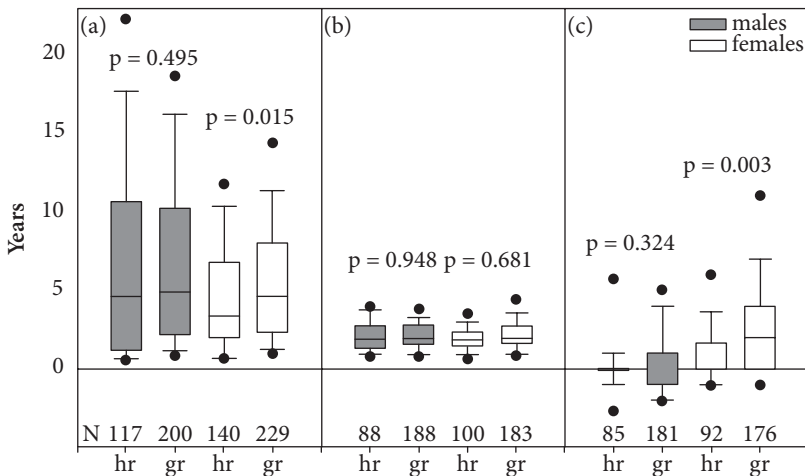 (a) (b) (c) males
females
20
p = 0.495
15
p = 0.015
p = 0.003
10
Years
p = 0.324
p = 0.948 p = 0.681
5
0
N 117 200 140 229 88 188 100 183 85 181 92 176
hr gr hr gr hr gr hr gr hr gr hr gr